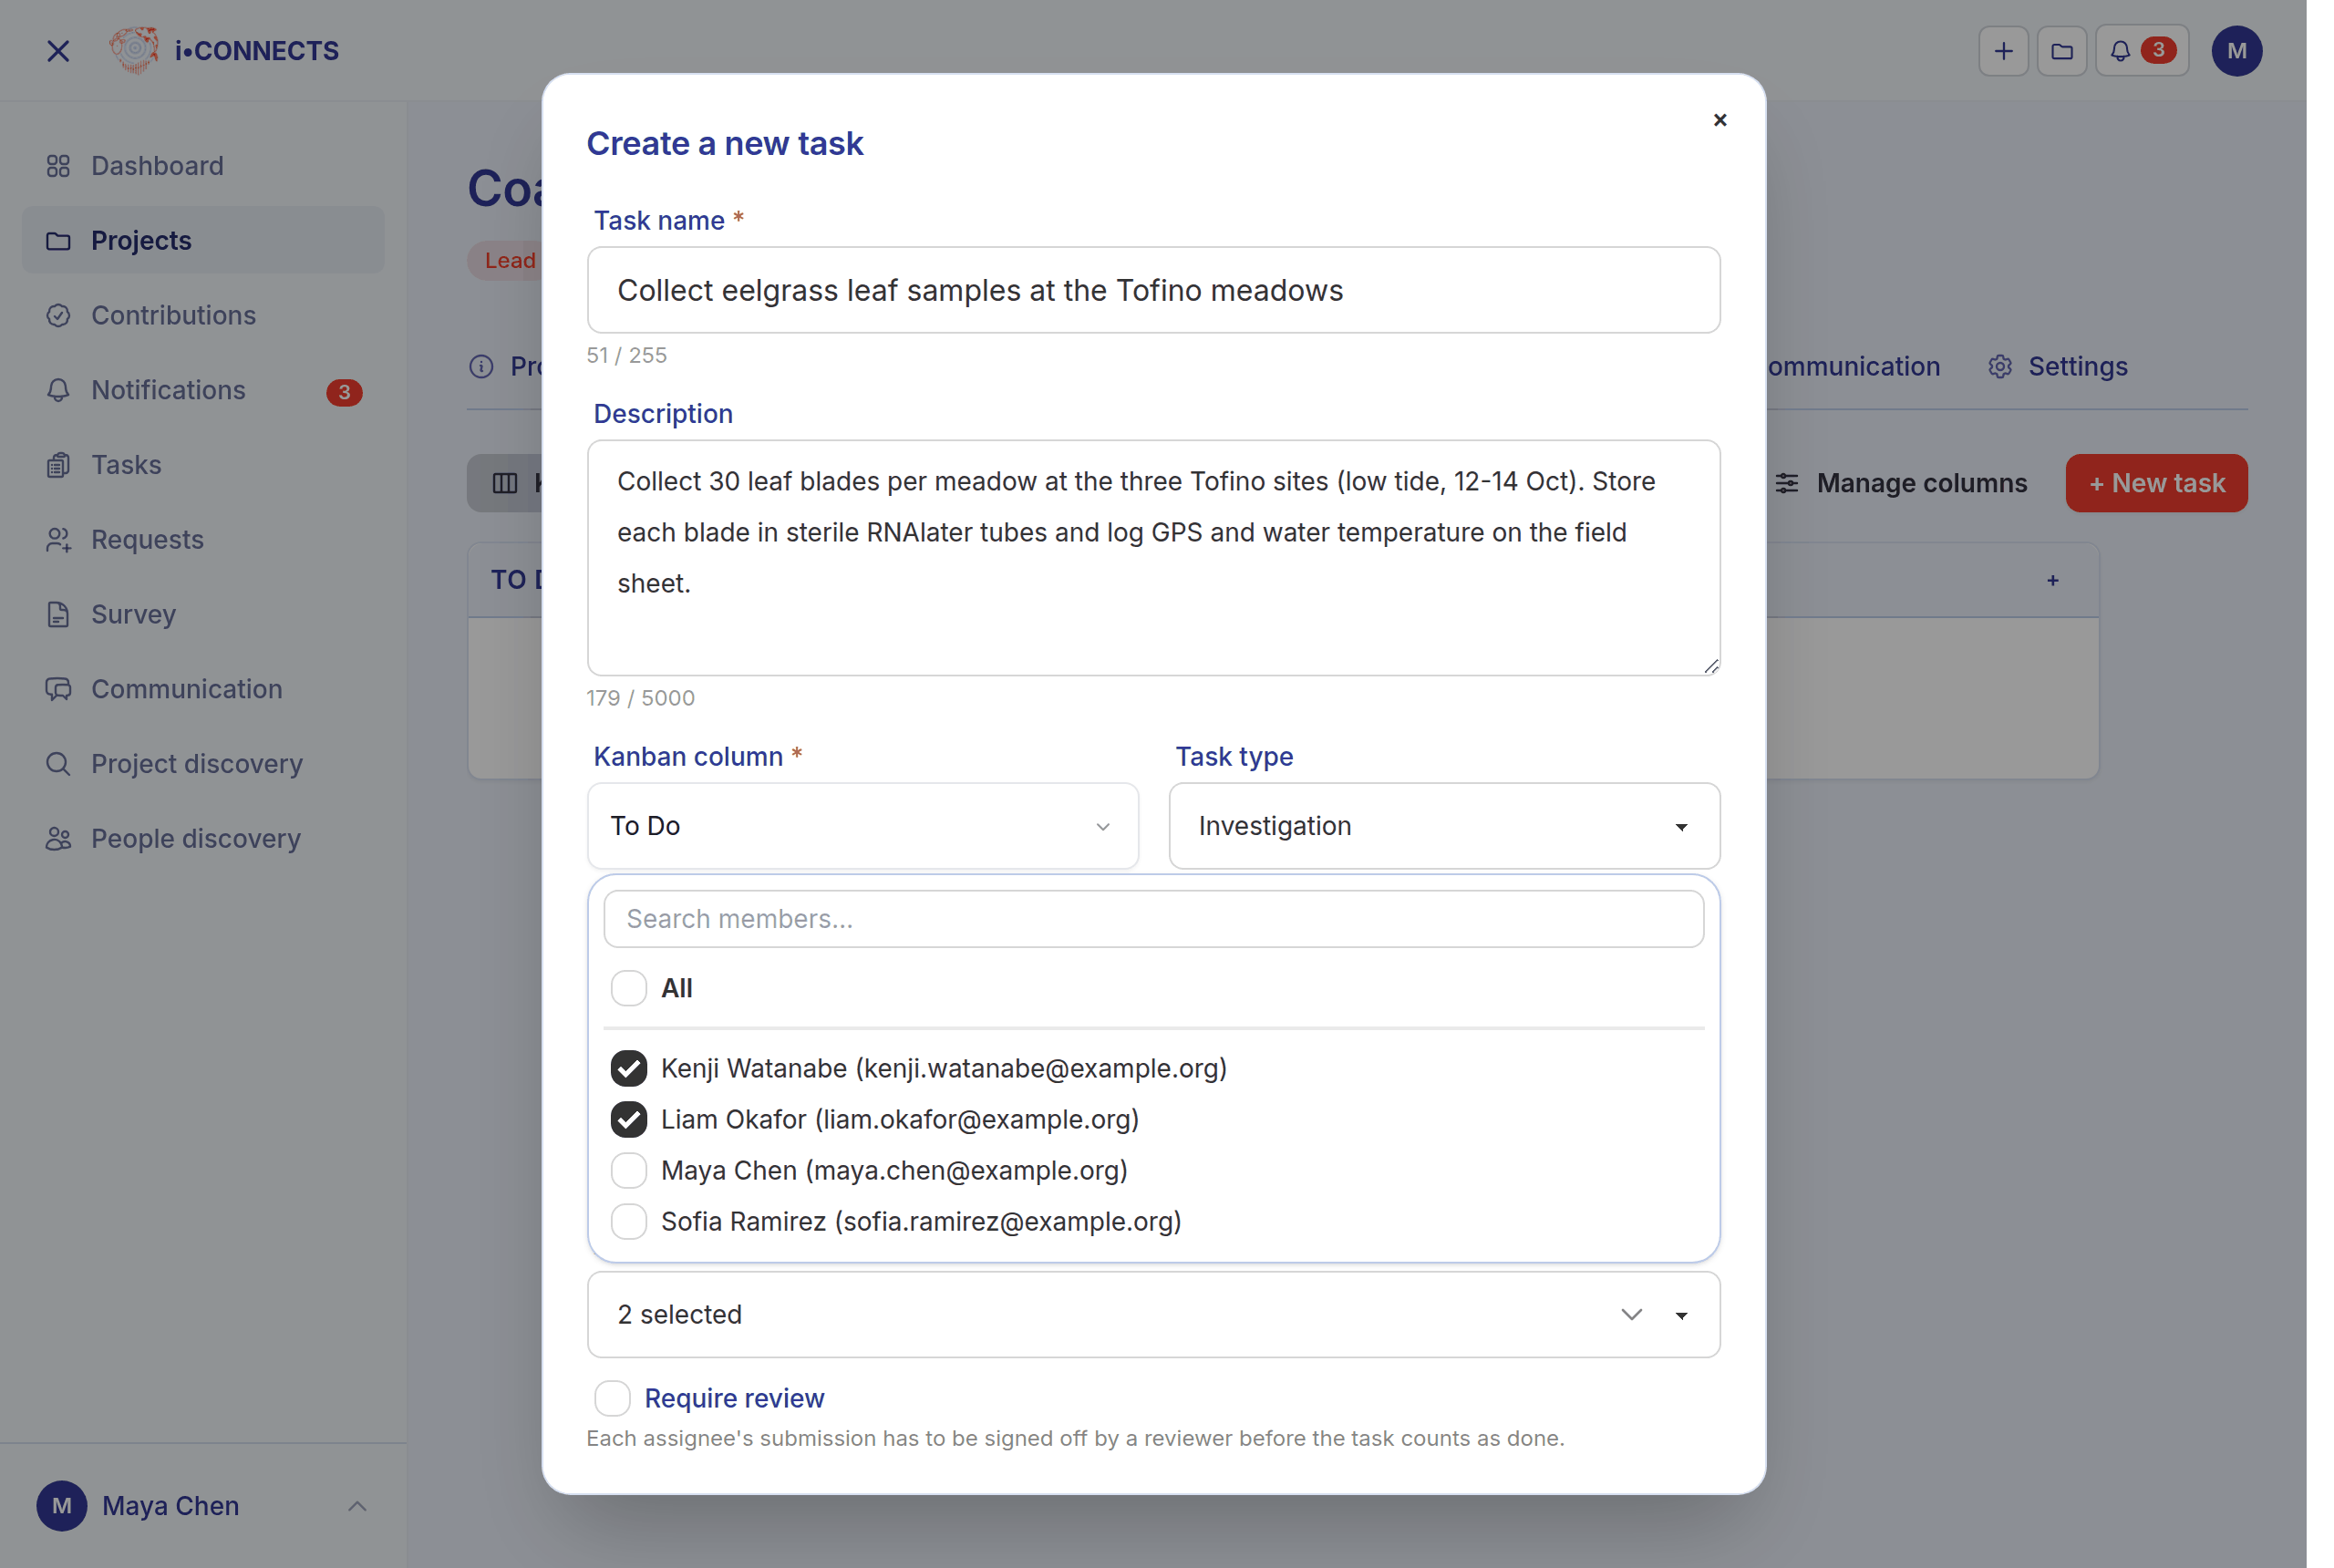 i•CONNECTS
3
M
Dashboard
Projects
Contributions
Notifications
3
Tasks
Requests
Survey
Communication
Project discovery
People discovery
M
Maya Chen
Lead
Settings
Manage columns
+ New task
+
Create a new task
×
Task name *
Collect eelgrass leaf samples at the Tofino meadows
51 / 255
Description
Collect 30 leaf blades per meadow at the three Tofino sites (low tide, 12-14 Oct). Store
each blade in sterile RNAlater tubes and log GPS and water temperature on the field
sheet.
179 / 5000
Kanban column *
Task type
To Do
Investigation
Search members...
All
Kenji Watanabe (kenji.watanabe@example.org)
Liam Okafor (liam.okafor@example.org)
Maya Chen (maya.chen@example.org)
Sofia Ramirez (sofia.ramirez@example.org)
2 selected
Require review
Each assignee's submission has to be signed off by a reviewer before the task counts as done.